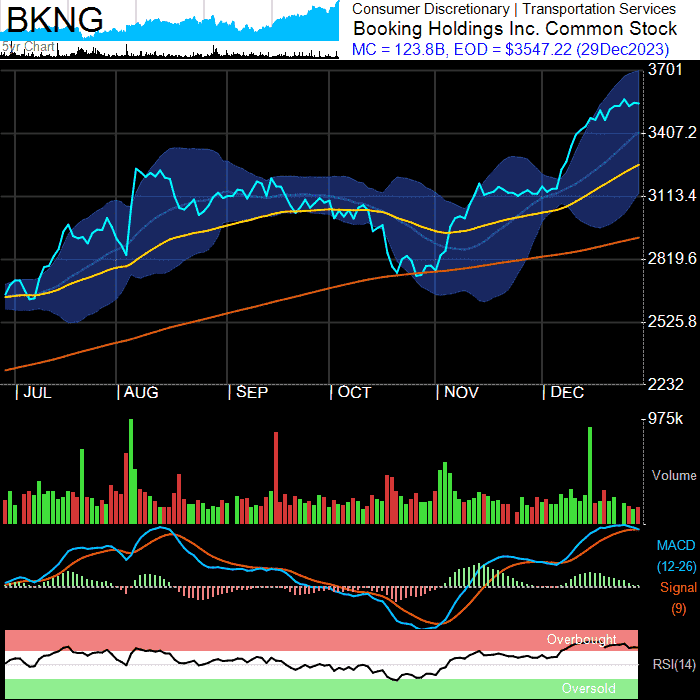 BKNG
5yr Chart
Consumer Discretionary | Transportation Services
Booking Holdings Inc. Common Stock
MC = 123.8B, EOD = $3547.22 (29Dec2023)
3701
3407.2
3113.4
2819.6
2525.8
2232
JUL AUG SEP OCT NOV DEC
975k
Volume
MACD
(12-26)
Signal
(9)
Overbought
RSI(14)
Oversold